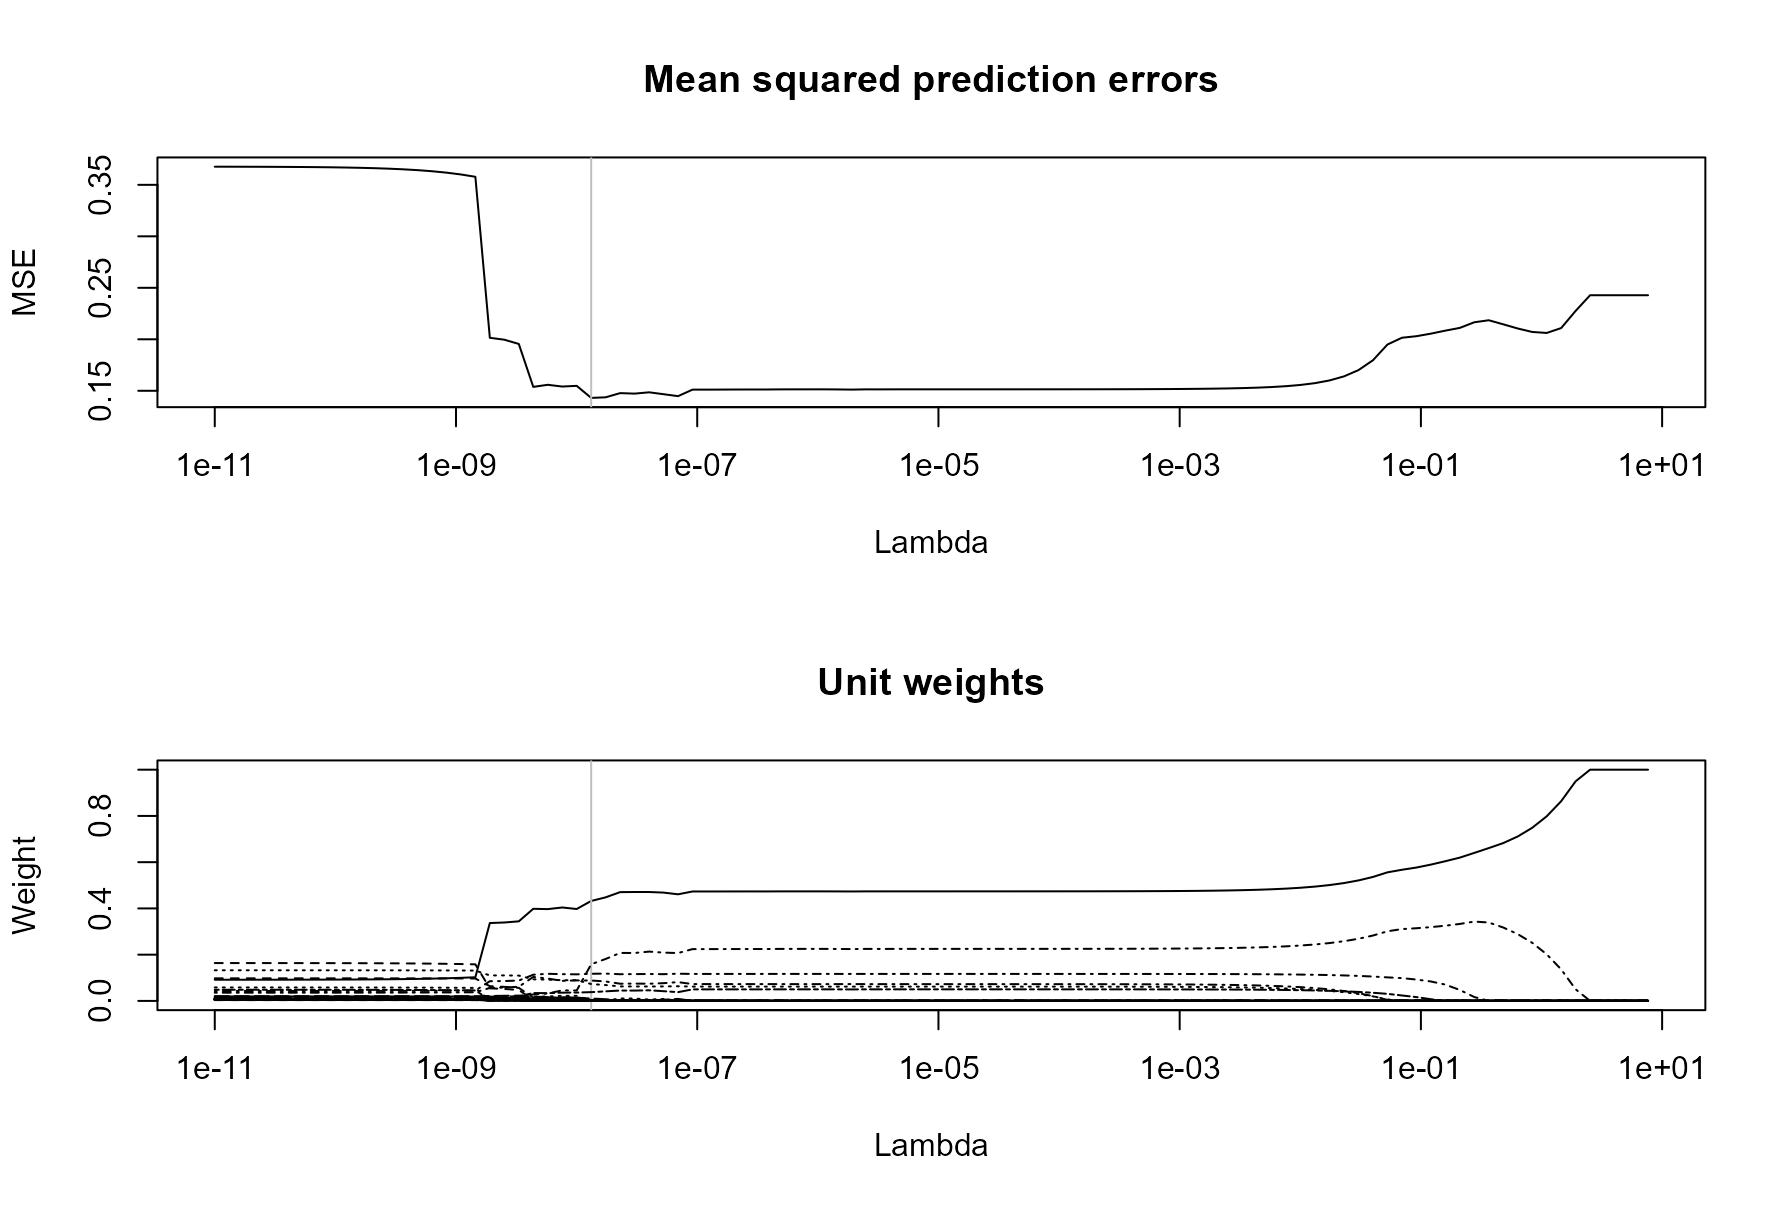 Mean squared prediction errors
MSE
0.35
0.25
0.15
1e-11 1e-09 1e-07 1e-05 1e-03 1e-01 1e+01
Lambda
Unit weights
Weight
0.8
0.4
0.0
1e-11 1e-09 1e-07 1e-05 1e-03 1e-01 1e+01
Lambda